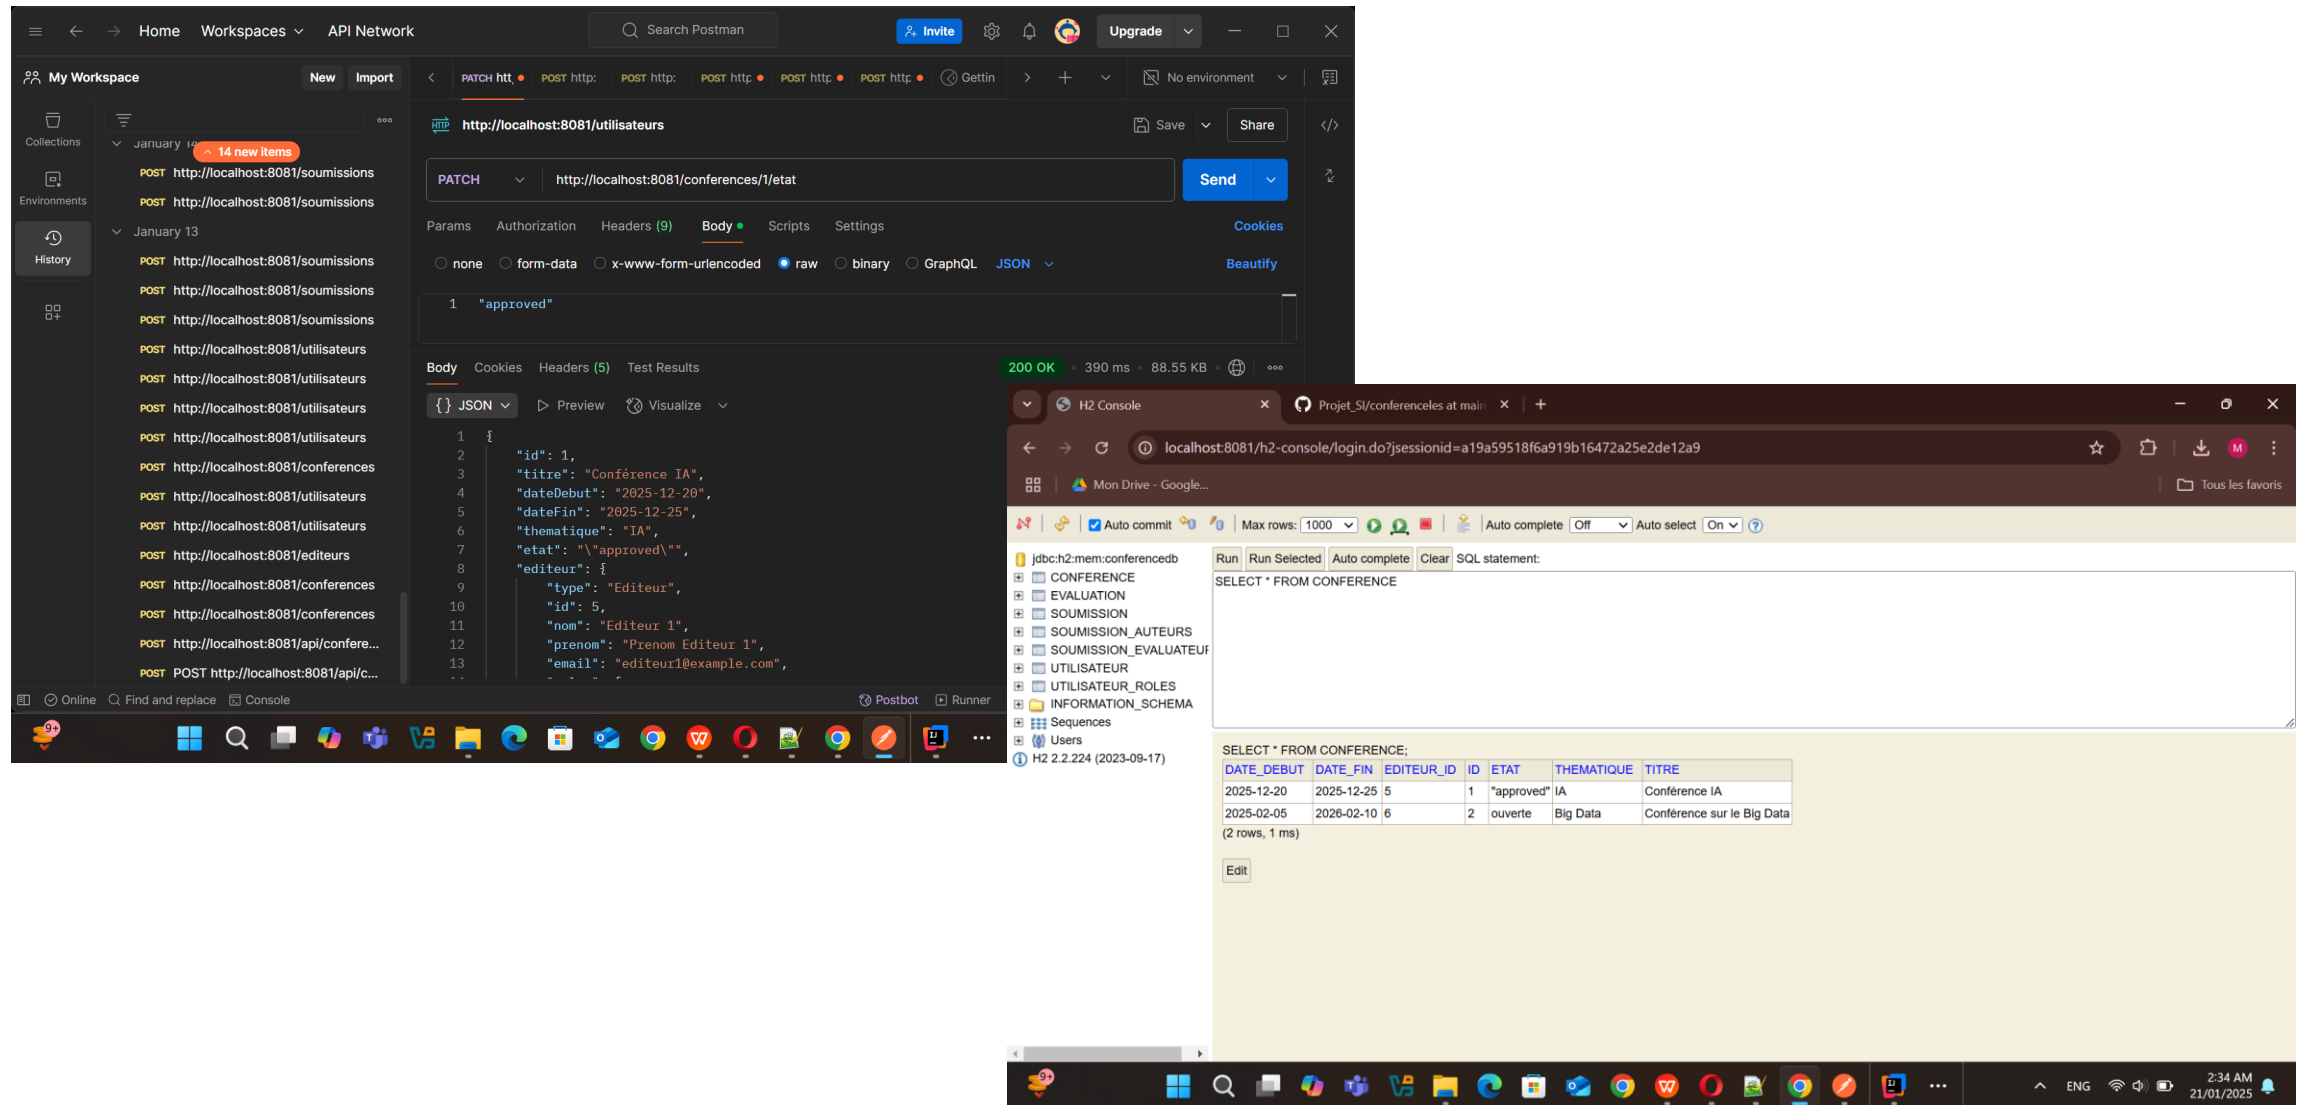 Home Workspaces API Network Search Postman Invite Upgrade
My Workspace New Import PATCH htt, POST http: POST http: POST http POST http POST http Gettin No environment
Collections
Environments
History
January 14
14 new items
POST http://localhost:8081/soumissions
POST http://localhost:8081/soumissions
January 13
POST http://localhost:8081/soumissions
POST http://localhost:8081/soumissions
POST http://localhost:8081/soumissions
POST http://localhost:8081/utilisateurs
POST http://localhost:8081/utilisateurs
POST http://localhost:8081/utilisateurs
POST http://localhost:8081/utilisateurs
POST http://localhost:8081/conferences
POST http://localhost:8081/utilisateurs
POST http://localhost:8081/utilisateurs
POST http://localhost:8081/editeurs
POST http://localhost:8081/conferences
POST http://localhost:8081/conferences
POST http://localhost:8081/api/confere...
POST POST http://localhost:8081/api/c...
HTTP http://localhost:8081/utilisateurs Save Share
PATCH http://localhost:8081/conferences/1/etat Send
Params Authorization Headers (9) Body Scripts Settings Cookies
none form-data x-www-form-urlencoded raw binary GraphQL JSON Beautify
1 "approved"
Body Cookies Headers (5) Test Results 200 OK 390 ms 88.55 KB
{} JSON Preview Visualize
1 {
2 "id": 1,
3 "titre": "Conférence IA",
4 "dateDebut": "2025-12-20",
5 "dateFin": "2025-12-25",
6 "thematique": "IA",
7 "etat": "\"approved\"",
8 "editeur": {
9 "type": "Editeur",
10 "id": 5,
11 "nom": "Editeur 1",
12 "prenom": "Prenom Editeur 1",
13 "email": "editeur1@example.com",
Online Find and replace Console Postbot Runner
9+
H2 Console Projet_SI/conferenceles at main
localhost:8081/h2-console/login.do?jsessionid=a19a59518f6a919b16472a25e2de12a9 M
Mon Drive - Google... Tous les favoris
Auto commit Max rows: 1000 Auto complete Off Auto select On
jdbc:h2:mem:conferencedb
CONFERENCE
EVALUATION
SOUMISSION
SOUMISSION_AUTEURS
SOUMISSION_EVALUATEUR
UTILISATEUR
UTILISATEUR_ROLES
INFORMATION_SCHEMA
Sequences
Users
H2 2.2.224 (2023-09-17)
Run Run Selected Auto complete Clear SQL statement:
SELECT * FROM CONFERENCE
SELECT * FROM CONFERENCE;
DATE_DEBUT DATE_FIN EDITEUR_ID ID ETAT THEMATIQUE TITRE
2025-12-20 2025-12-25 5 1 "approved" IA Conférence IA
2025-02-05 2026-02-10 6 2 ouverte Big Data Conférence sur le Big Data
(2 rows, 1 ms)
Edit
9+ ENG 2:34 AM
21/01/2025